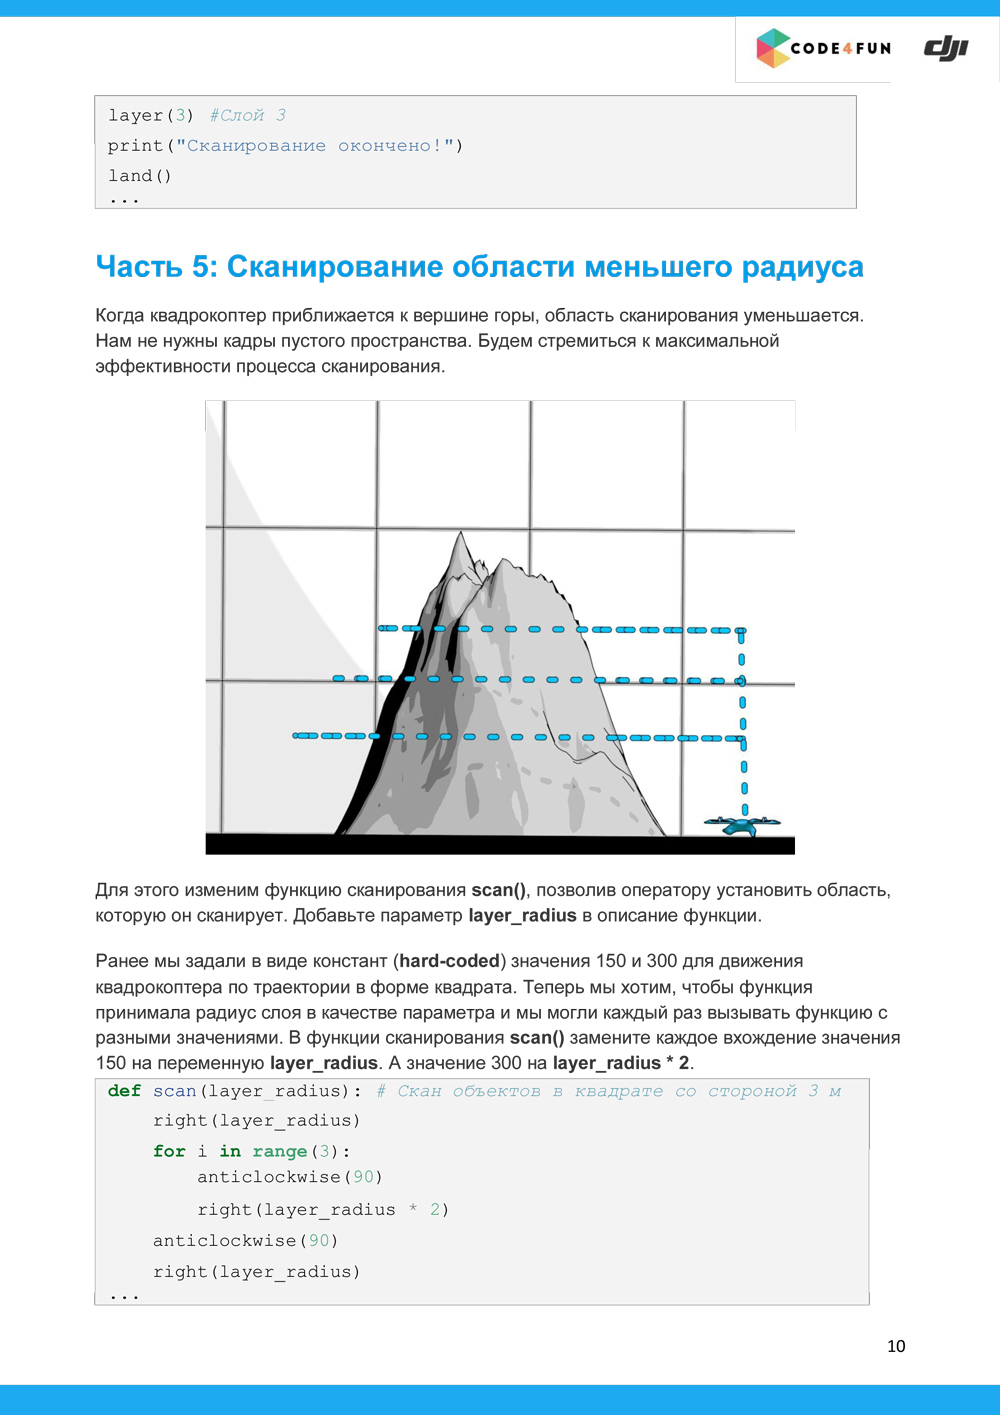 CODE4FUN dji
layer(3) #Слой 3
print("Сканирование окончено!")
land()
...
Часть 5: Сканирование области меньшего радиуса
Когда квадрокоптер приближается к вершине горы, область сканирования уменьшается.
Нам не нужны кадры пустого пространства. Будем стремиться к максимальной
эффективности процесса сканирования.
Для этого изменим функцию сканирования scan(), позволив оператору установить область,
которую он сканирует. Добавьте параметр layer_radius в описание функции.
Ранее мы задали в виде констант (hard-coded) значения 150 и 300 для движения
квадрокоптера по траектории в форме квадрата. Теперь мы хотим, чтобы функция
принимала радиус слоя в качестве параметра и мы могли каждый раз вызывать функцию с
разными значениями. В функции сканирования scan() замените каждое вхождение значения
150 на переменную layer_radius. А значение 300 на layer_radius * 2.
def scan(layer_radius): # Скан объектов в квадрате со стороной 3 м
    right(layer_radius)
    for i in range(3):
        anticlockwise(90)
        right(layer_radius * 2)
    anticlockwise(90)
    right(layer_radius)
...
10